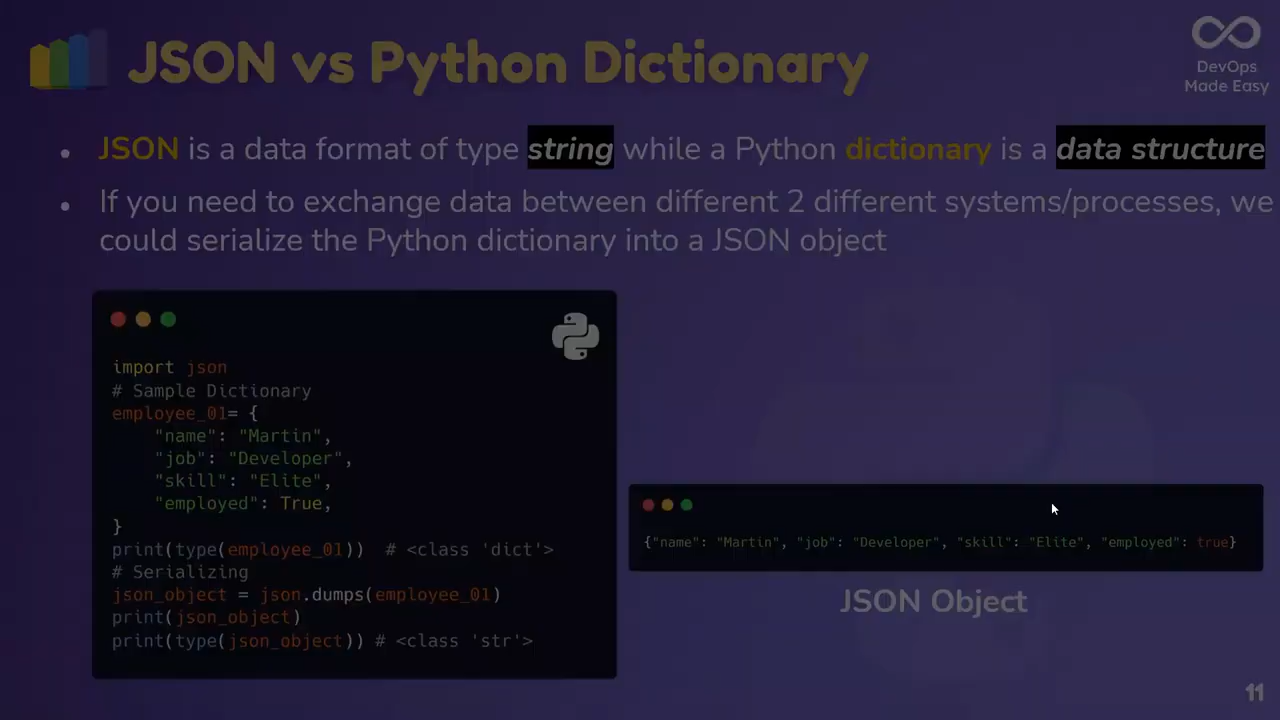 JSON vs Python Dictionary
DevOps
Made Easy
• JSON is a data format of type string while a Python dictionary is a data structure
• If you need to exchange data between different 2 different systems/processes, we
could serialize the Python dictionary into a JSON object
import json
# Sample Dictionary
employee_01= {
    "name": "Martin",
    "job": "Developer",
    "skill": "Elite",
    "employed": True,
}
print(type(employee_01))  # <class 'dict'>
# Serializing
json_object = json.dumps(employee_01)
print(json_object)
print(type(json_object)) # <class 'str'>
{"name": "Martin", "job": "Developer", "skill": "Elite", "employed": true}
JSON Object
11